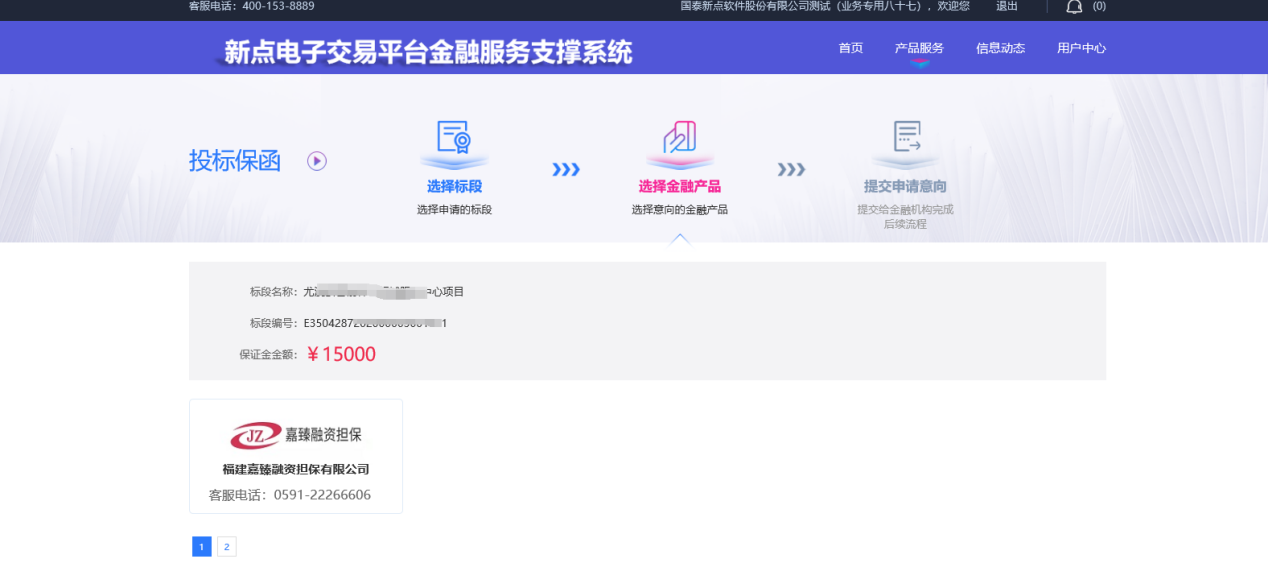 客服电话：400-153-8889
国泰新点软件股份有限公司测试（业务专用八十七），欢迎您 退出 (0)
新点电子交易平台金融服务支撑系统
首页 产品服务 信息动态 用户中心
投标保函
选择标段 选择金融产品 提交申请意向
选择申请的标段 选择意向的金融产品 提交给金融机构完成
后续流程
标段名称：尤 中心项目
标段编号：E3504287 1
保证金金额：￥15000
JZ 嘉臻融资担保
福建嘉臻融资担保有限公司
客服电话：0591-22266606
1 2